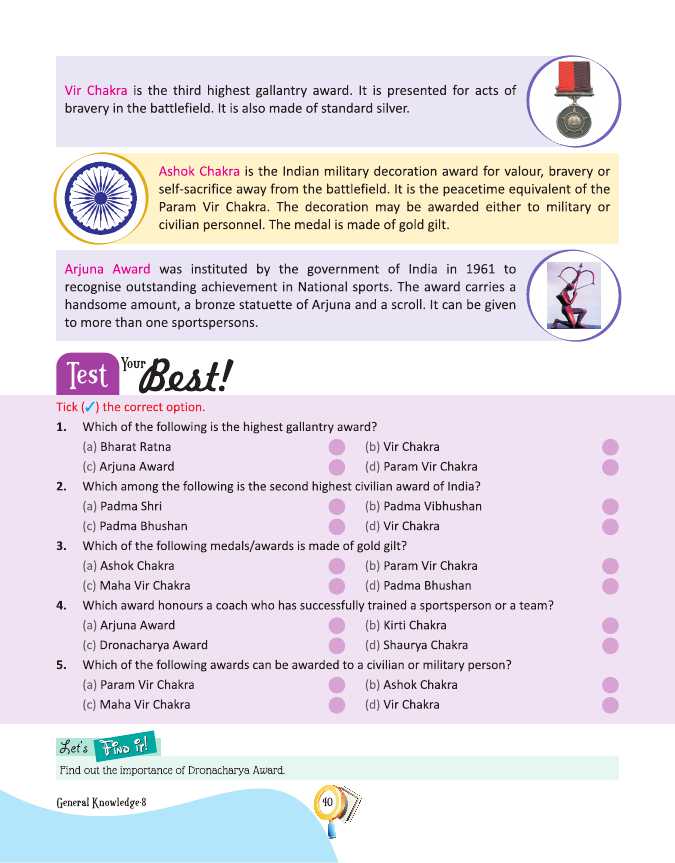 Vir Chakra is the third highest gallantry award. It is presented for acts of
bravery in the battlefield. It is also made of standard silver.
Ashok Chakra is the Indian military decoration award for valour, bravery or
self-sacrifice away from the battlefield. It is the peacetime equivalent of the
Param Vir Chakra. The decoration may be awarded either to military or
civilian personnel. The medal is made of gold gilt.
Arjuna Award was instituted by the government of India in 1961 to
recognise outstanding achievement in National sports. The award carries a
handsome amount, a bronze statuette of Arjuna and a scroll. It can be given
to more than one sportspersons.
Test Your Best!
Tick (✓) the correct option.
1. Which of the following is the highest gallantry award?
(a) Bharat Ratna (b) Vir Chakra
(c) Arjuna Award (d) Param Vir Chakra
2. Which among the following is the second highest civilian award of India?
(a) Padma Shri (b) Padma Vibhushan
(c) Padma Bhushan (d) Vir Chakra
3. Which of the following medals/awards is made of gold gilt?
(a) Ashok Chakra (b) Param Vir Chakra
(c) Maha Vir Chakra (d) Padma Bhushan
4. Which award honours a coach who has successfully trained a sportsperson or a team?
(a) Arjuna Award (b) Kirti Chakra
(c) Dronacharya Award (d) Shaurya Chakra
5. Which of the following awards can be awarded to a civilian or military person?
(a) Param Vir Chakra (b) Ashok Chakra
(c) Maha Vir Chakra (d) Vir Chakra
Let's Find it!
Find out the importance of Dronacharya Award.
General Knowledge-8 40